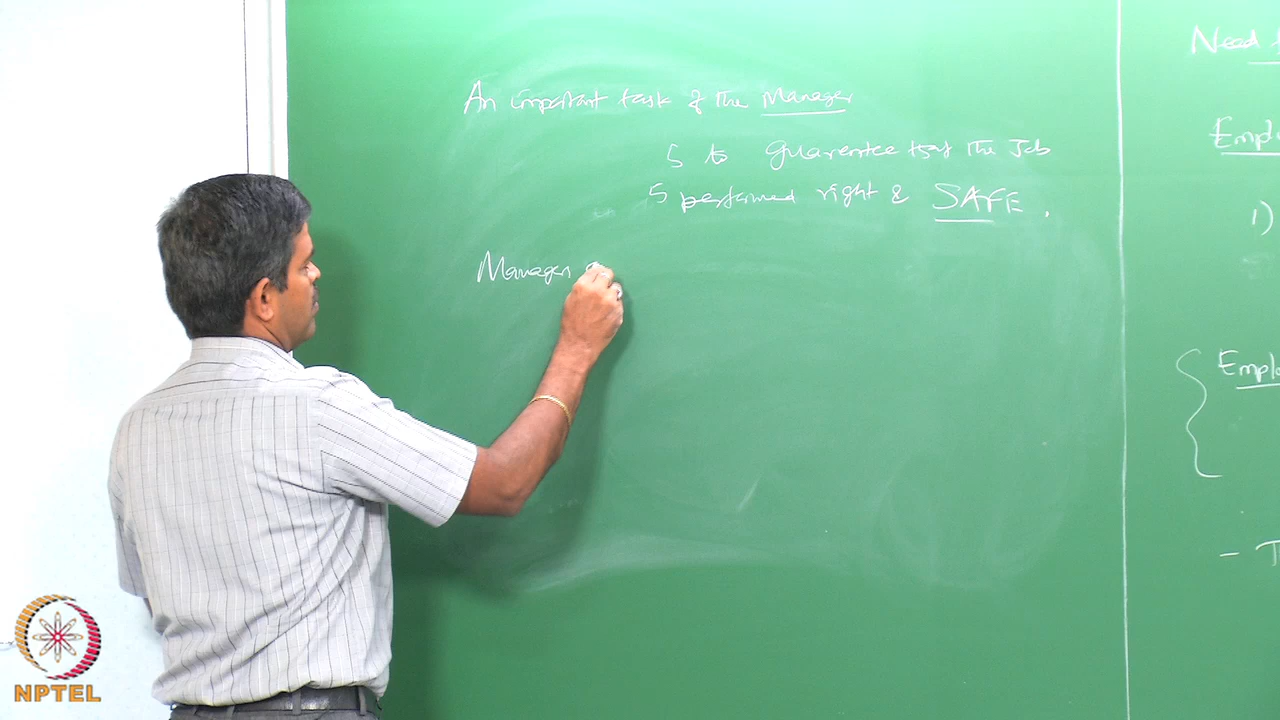 An important task of the Manager
is to guarantee that the Job
is performed right & SAFE.
Manager
Need
Emplo
1)
Emplo
- T
NPTEL